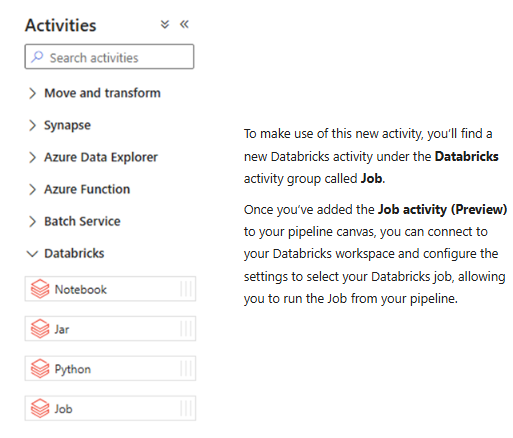 Activities
Search activities
Move and transform
Synapse
Azure Data Explorer
Azure Function
Batch Service
Databricks
Notebook
Jar
Python
Job
To make use of this new activity, you'll find a
new Databricks activity under the Databricks
activity group called Job.
Once you've added the Job activity (Preview)
to your pipeline canvas, you can connect to
your Databricks workspace and configure the
settings to select your Databricks job, allowing
you to run the Job from your pipeline.